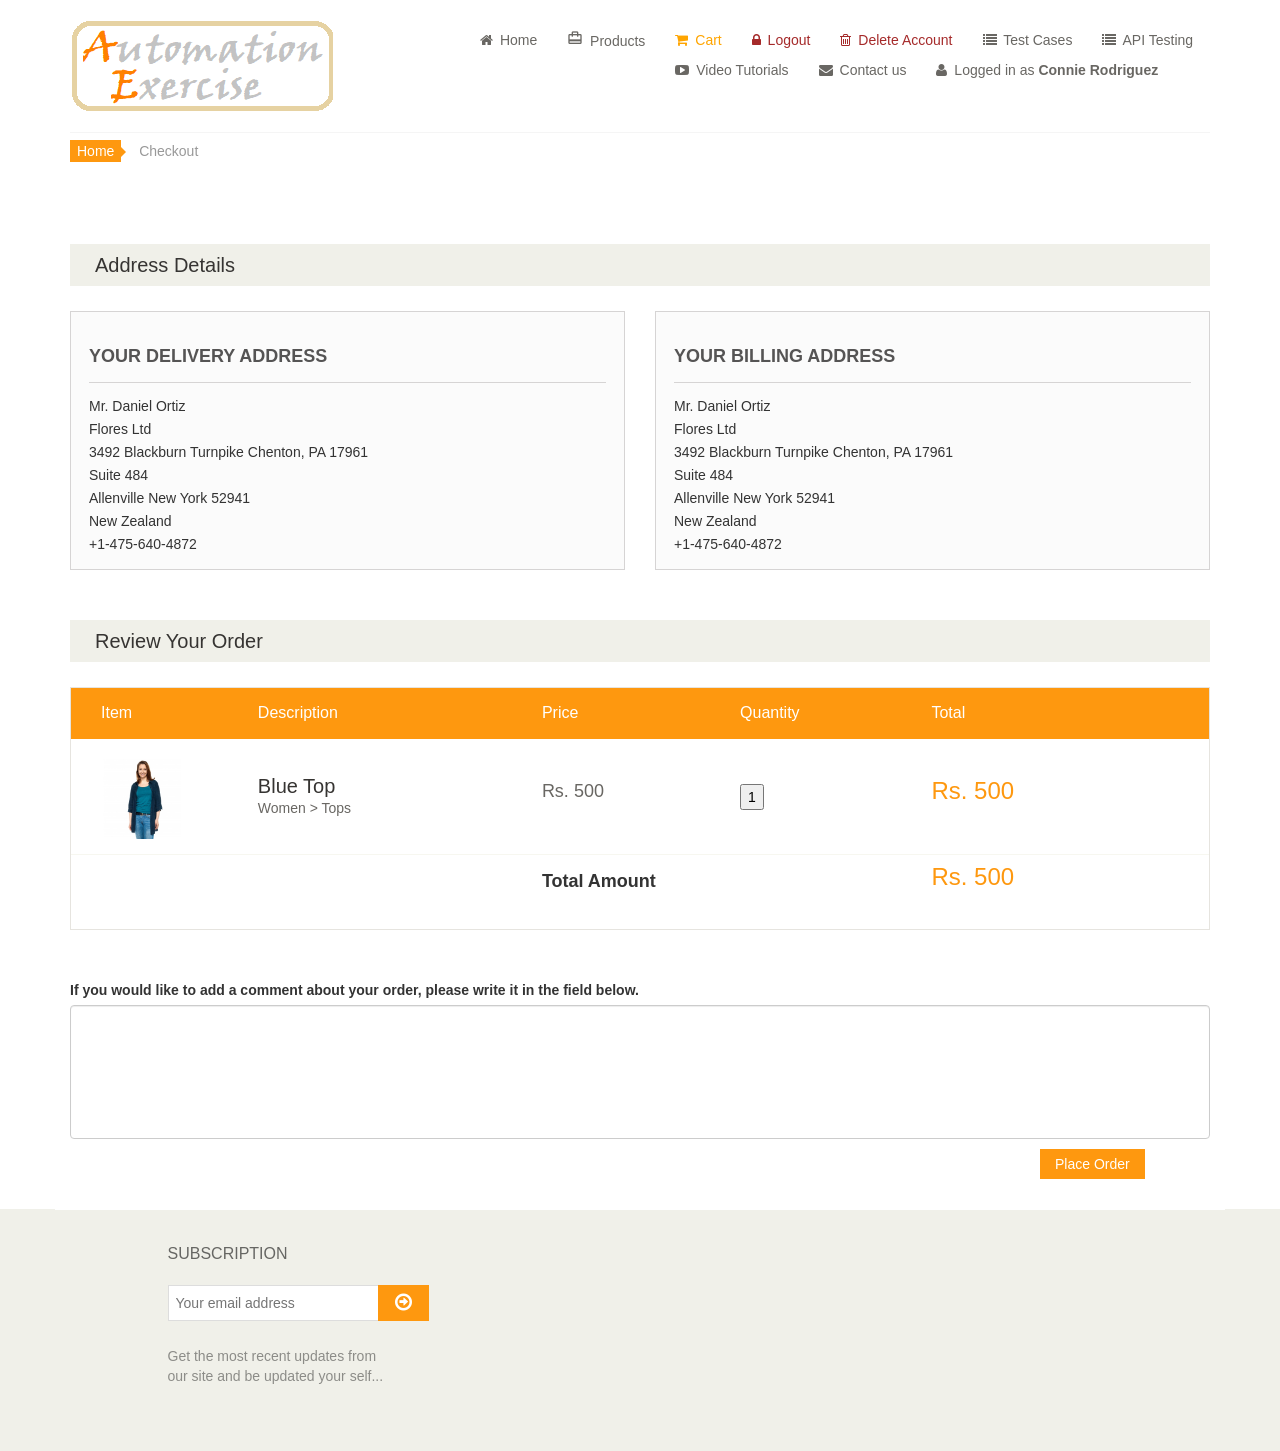 Automation
Exercise
Home Products Cart Logout Delete Account Test Cases API Testing
Video Tutorials Contact us Logged in as Connie Rodriguez
Home Checkout
Address Details
YOUR DELIVERY ADDRESS
Mr. Daniel Ortiz
Flores Ltd
3492 Blackburn Turnpike Chenton, PA 17961
Suite 484
Allenville New York 52941
New Zealand
+1-475-640-4872
YOUR BILLING ADDRESS
Mr. Daniel Ortiz
Flores Ltd
3492 Blackburn Turnpike Chenton, PA 17961
Suite 484
Allenville New York 52941
New Zealand
+1-475-640-4872
Review Your Order
Item Description Price Quantity Total
Blue Top
Women > Tops
Rs. 500
1
Rs. 500
Total Amount Rs. 500
If you would like to add a comment about your order, please write it in the field below.
Place Order
SUBSCRIPTION
Your email address
Get the most recent updates from
our site and be updated your self...